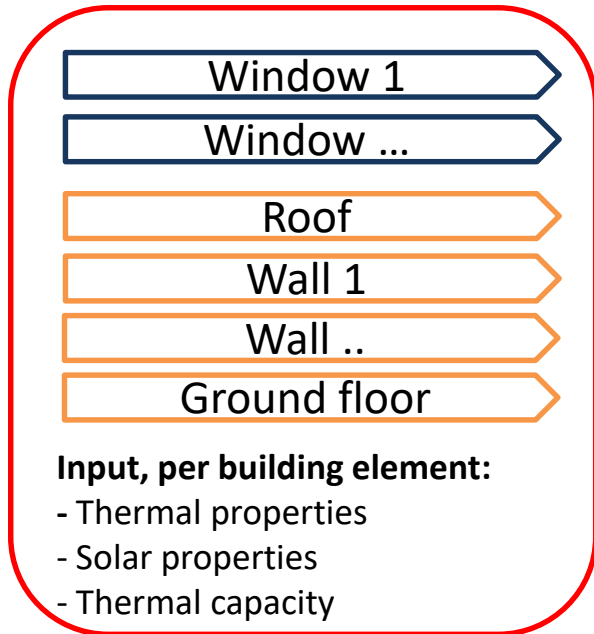 Window 1
Window ...
Roof
Wall 1
Wall ..
Ground floor
Input, per building element:
- Thermal properties
- Solar properties
- Thermal capacity